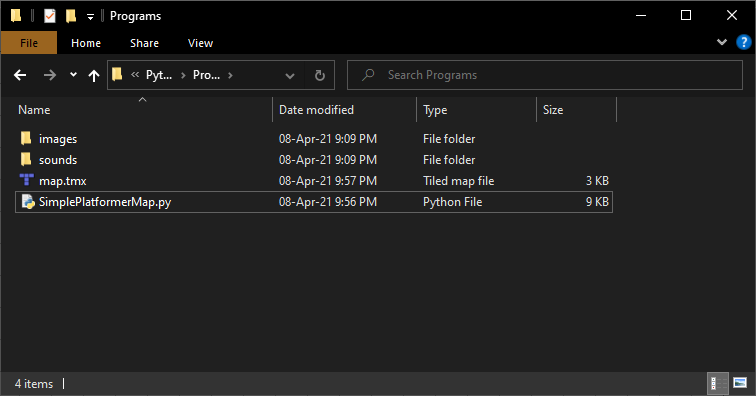 Programs
File Home Share View
Pyt... Pro... Search Programs
Name Date modified Type Size
images 08-Apr-21 9:09 PM File folder
sounds 08-Apr-21 9:09 PM File folder
map.tmx 08-Apr-21 9:57 PM Tiled map file 3 KB
SimplePlatformerMap.py 08-Apr-21 9:56 PM Python File 9 KB
4 items